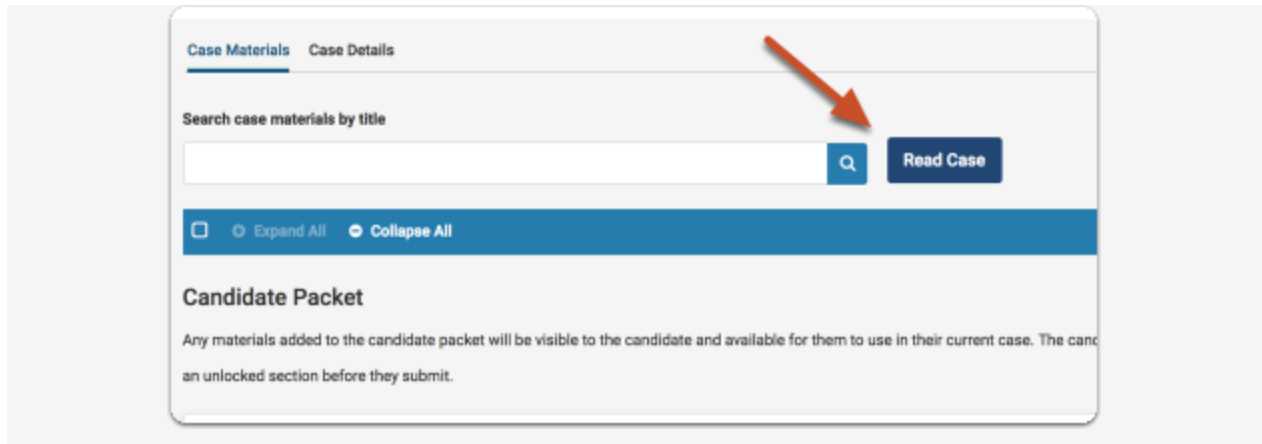 Case Materials Case Details
Search case materials by title
Read Case
Expand All Collapse All
Candidate Packet
Any materials added to the candidate packet will be visible to the candidate and available for them to use in their current case. The
an unlocked section before they submit.